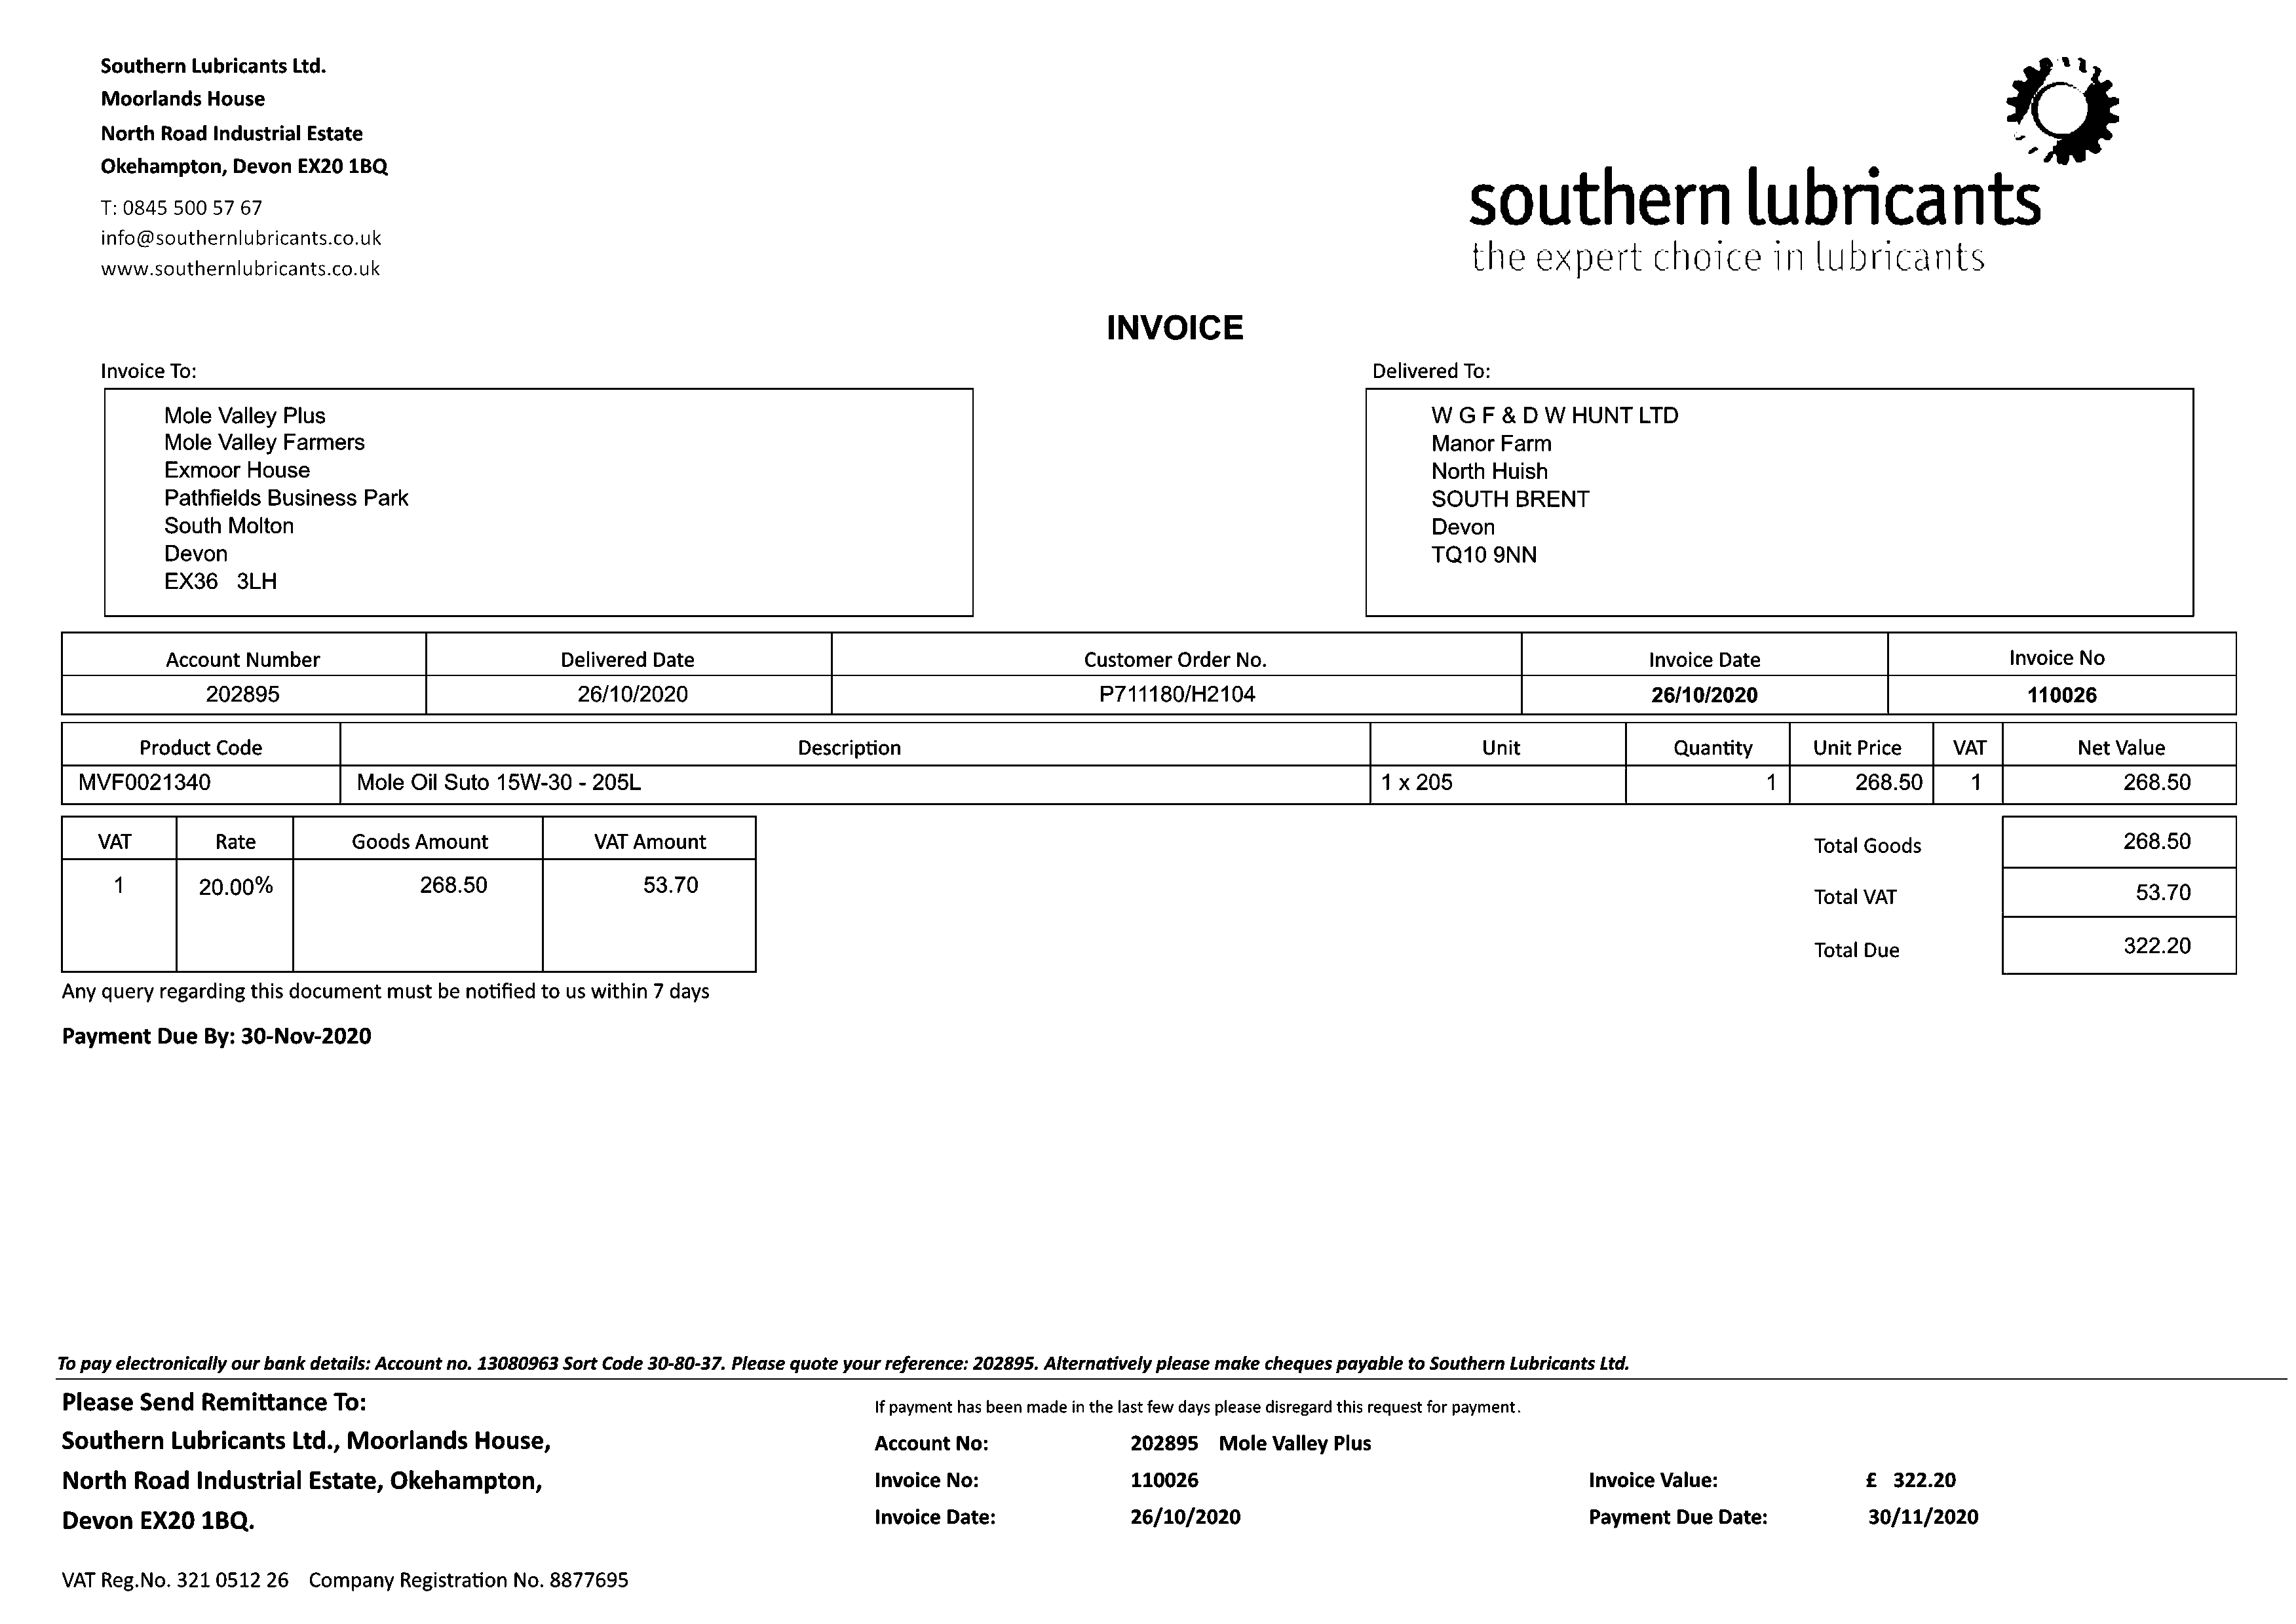 Southern Lubricants Ltd.
Moorlands House
North Road Industrial Estate
Okehampton, Devon EX20 1BQ
T: 0845 500 57 67
info@southernlubricants.co.uk
www.southernlubricants.co.uk
southern lubricants
the expert choice in lubricants
INVOICE
Invoice To:
Mole Valley Plus
Mole Valley Farmers
Exmoor House
Pathfields Business Park
South Molton
Devon
EX36 3LH
Delivered To:
W G F & D W HUNT LTD
Manor Farm
North Huish
SOUTH BRENT
Devon
TQ10 9NN
Account Number Delivered Date Customer Order No. Invoice Date Invoice No
202895 26/10/2020 P711180/H2104 26/10/2020 110026
Product Code Description Unit Quantity Unit Price VAT Net Value
MVF0021340 Mole Oil Suto 15W-30 - 205L 1 x 205 1 268.50 1 268.50
VAT Rate Goods Amount VAT Amount
1 20.00% 268.50 53.70
Total Goods 268.50
Total VAT 53.70
Total Due 322.20
Any query regarding this document must be notified to us within 7 days
Payment Due By: 30-Nov-2020
To pay electronically our bank details: Account no. 13080963 Sort Code 30-80-37. Please quote your reference: 202895. Alternatively please make cheques payable to Southern Lubricants Ltd.
Please Send Remittance To:
Southern Lubricants Ltd., Moorlands House,
North Road Industrial Estate, Okehampton,
Devon EX20 1BQ.
If payment has been made in the last few days please disregard this request for payment.
Account No: 202895 Mole Valley Plus
Invoice No: 110026 Invoice Value: £ 322.20
Invoice Date: 26/10/2020 Payment Due Date: 30/11/2020
VAT Reg.No. 321 0512 26 Company Registration No. 8877695